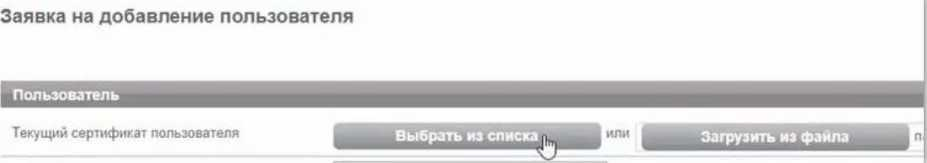 Заявка на добавление пользователя
Пользователь
Текущий сертификат пользователя Выбрать из списка или Загрузить из файла